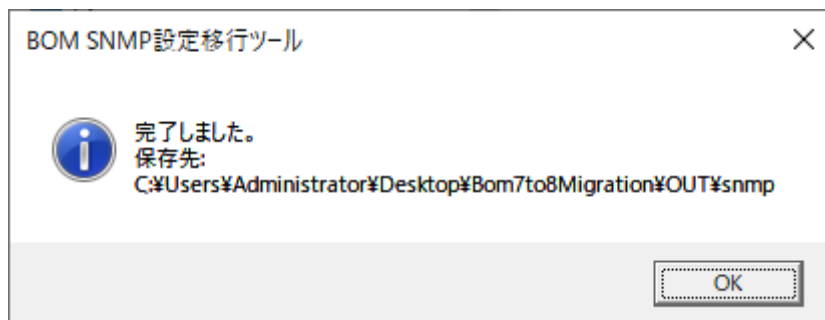 BOM SNMP設定移行ツール
完了しました。
保存先:
C:¥Users¥Administrator¥Desktop¥Bom7to8Migration¥OUT¥snmp
OK